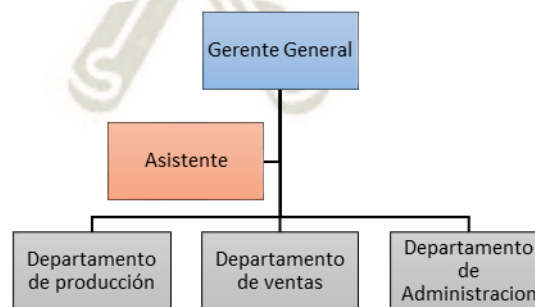 Gerente General
Asistente
Departamento
de producción
Departamento
de ventas
Departamento
de
Administracion